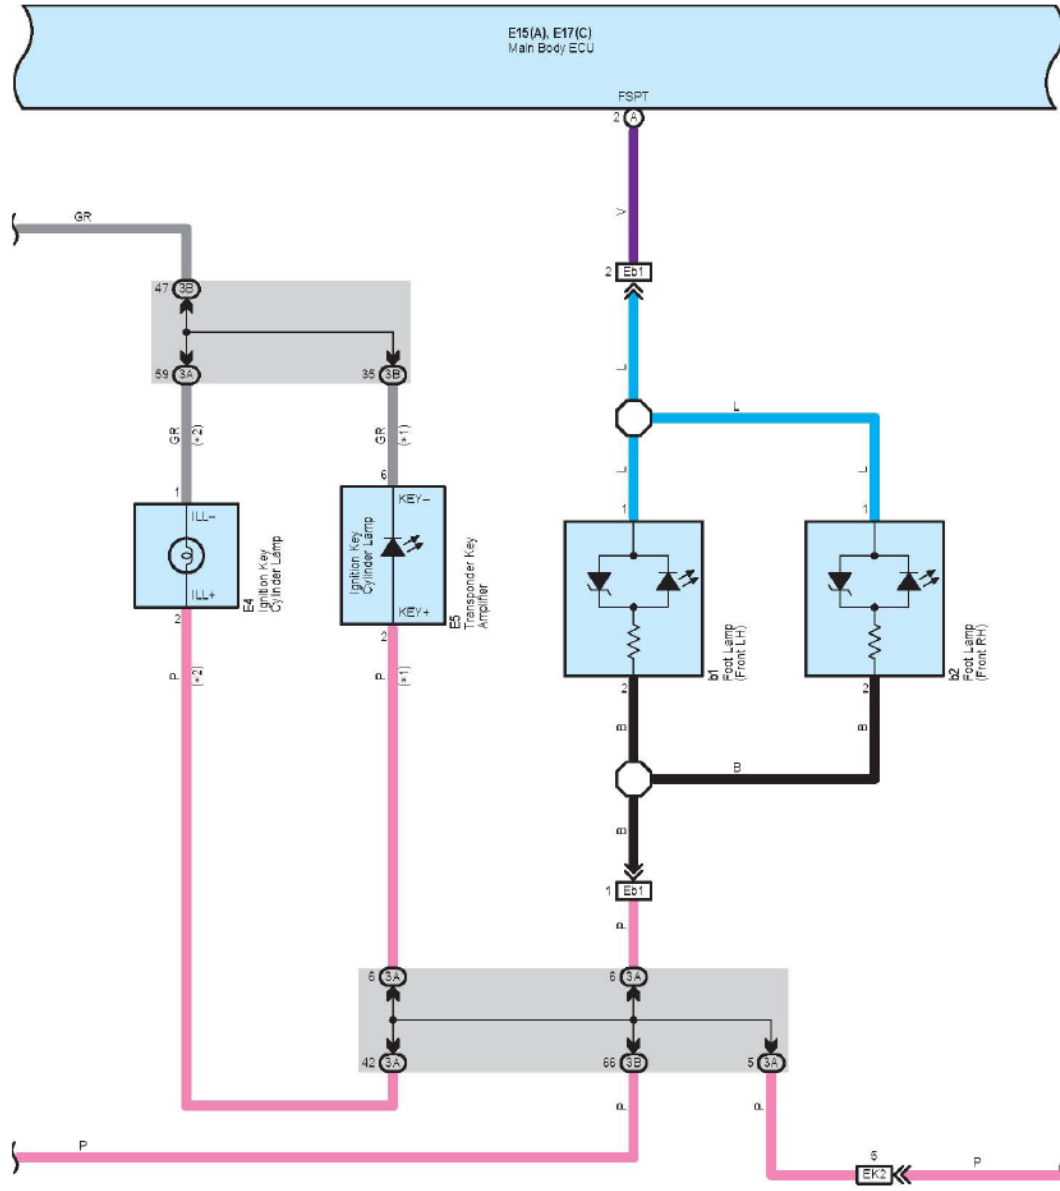 E15(A), E17(C)
Main Body ECU
FSPT
2 A
V
GR
2 Eb1
47 3B
L
59 3A
35 3B
L
GR
(*2)
GR
(*1)
L
L
1
6
1
1
ILL-
KEY-
Ignition Key
Cylinder Lamp
ILL+
KEY+
E4
Ignition Key
Cylinder Lamp
E5
Transponder Key
Amplifier
b1
Foot Lamp
(Front LH)
b2
Foot Lamp
(Front RH)
2
2
2
2
P
(*2)
P
(*1)
B
B
B
B
1 Eb1
P
6 3A
6 3A
42 3A
66 3B
5 3A
P
P
P
5
EK2
P